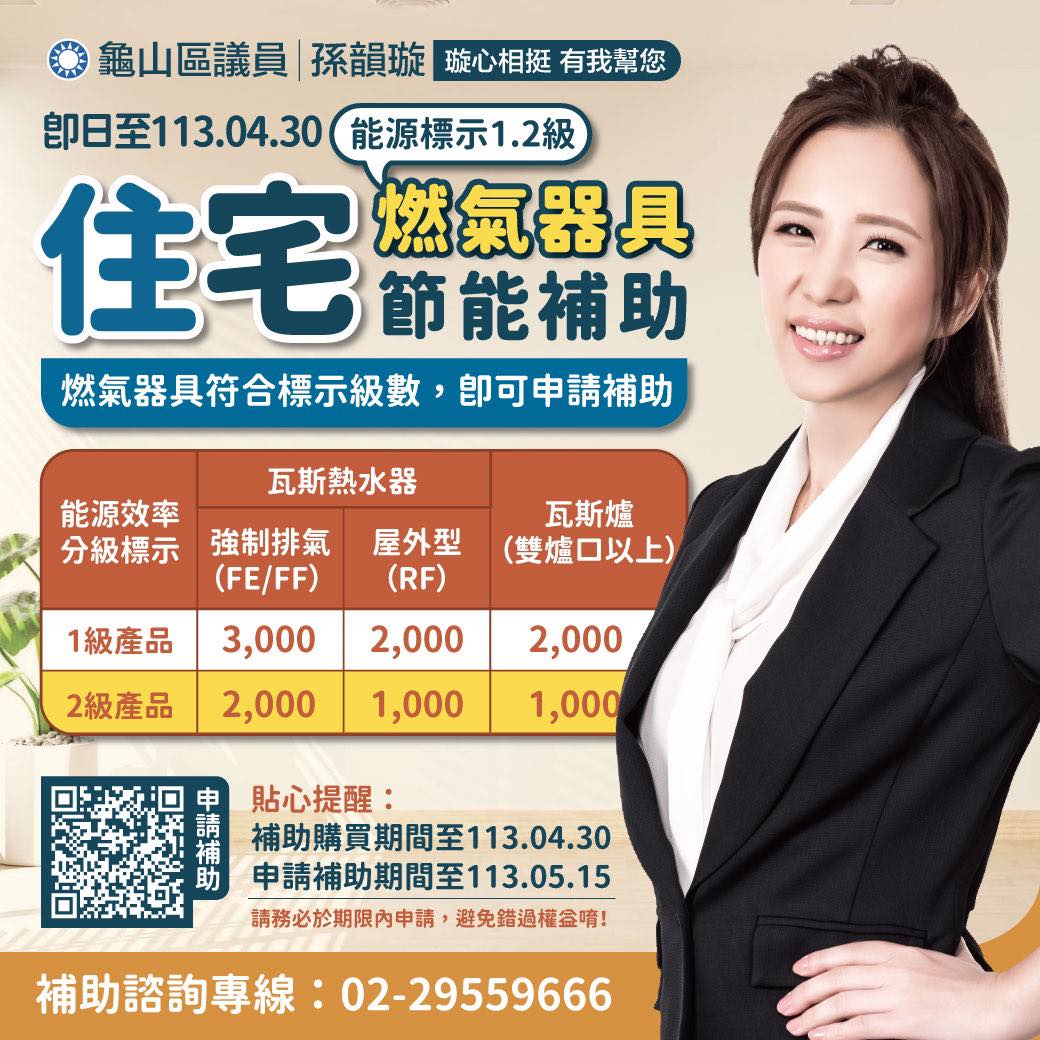 龜山區議員 孫韻璇 璇心相挺 有我幫您
即日至113.04.30 能源標示1.2級
住宅
燃氣器具
節能補助
燃氣器具符合標示級數，即可申請補助
能源效率
分級標示
瓦斯熱水器
強制排氣
(FE/FF)
屋外型
(RF)
瓦斯爐
(雙爐口以上)
1級產品 3,000 2,000 2,000
2級產品 2,000 1,000 1,000
申請補助
貼心提醒：
補助購買期間至113.04.30
申請補助期間至113.05.15
請務必於期限內申請，避免錯過權益唷!
補助諮詢專線：02-29559666